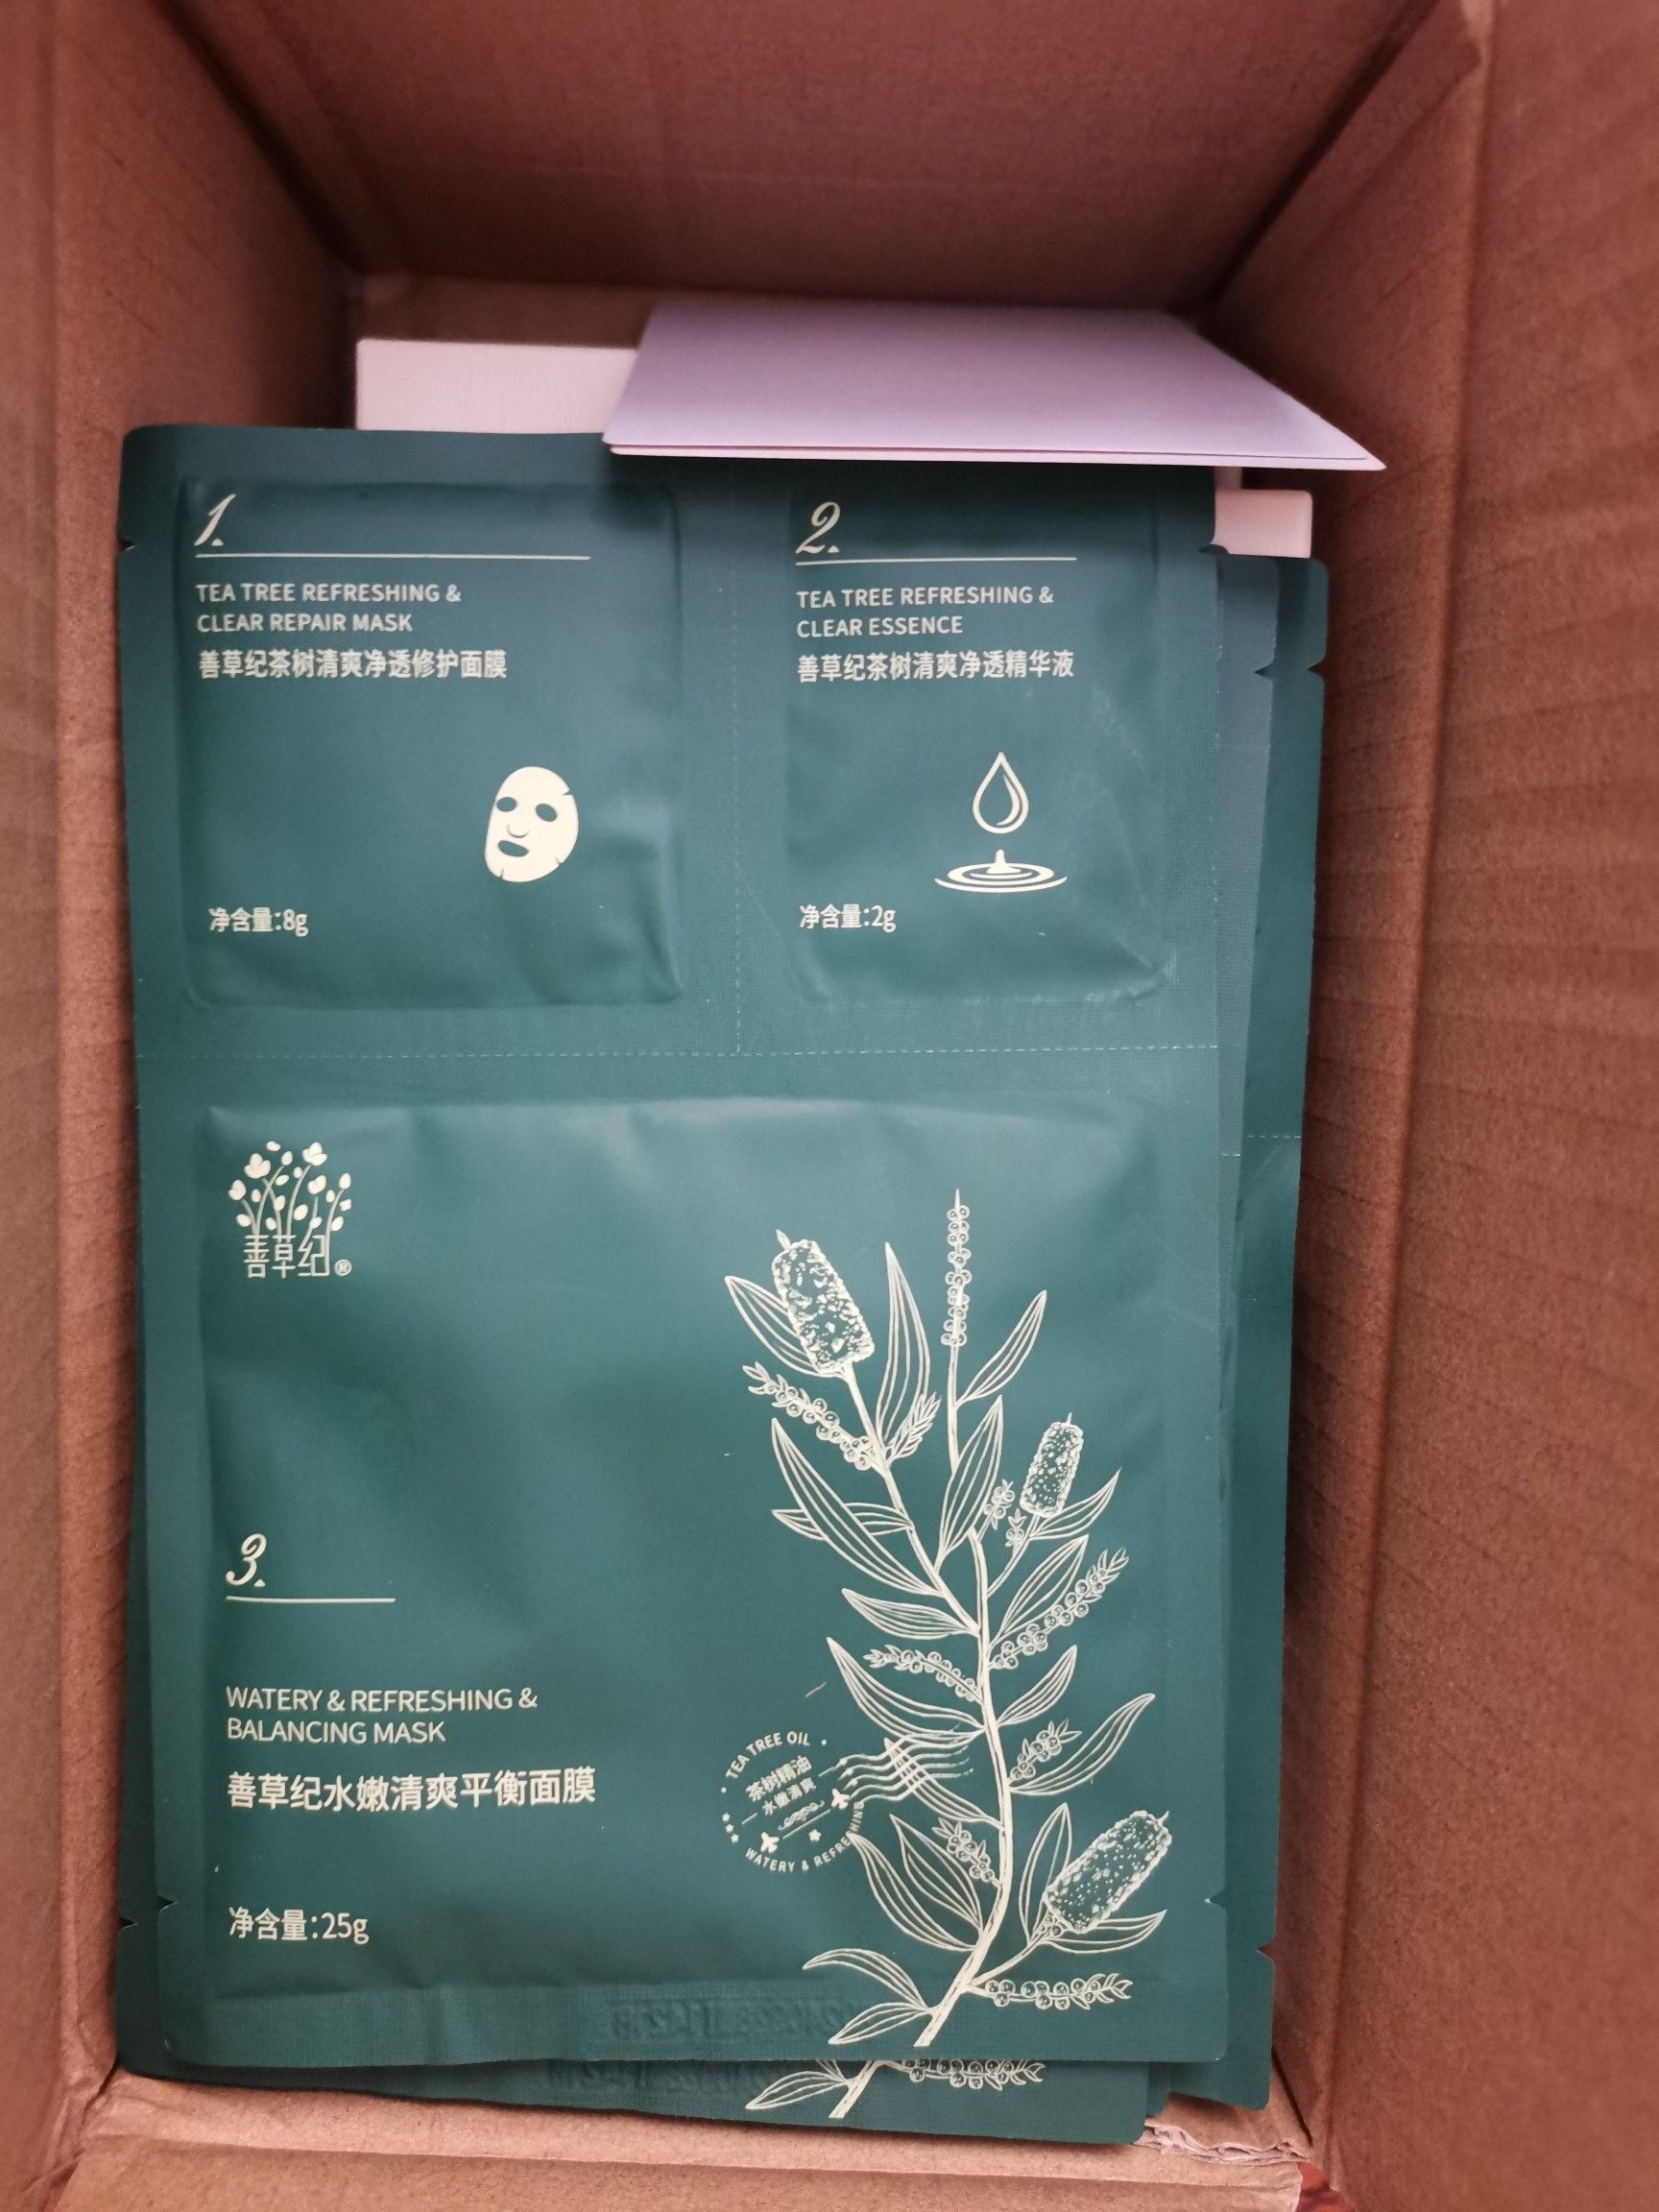 1.
TEA TREE REFRESHING &
CLEAR REPAIR MASK
善草纪茶树清爽净透修护面膜
净含量:8g
2.
TEA TREE REFRESHING &
CLEAR ESSENCE
善草纪茶树清爽净透精华液
净含量:2g
善草纪®
3.
WATERY & REFRESHING &
BALANCING MASK
善草纪水嫩清爽平衡面膜
净含量:25g
TEA TREE OIL
茶树精油
水嫩清爽
WATERY & REFRESHING